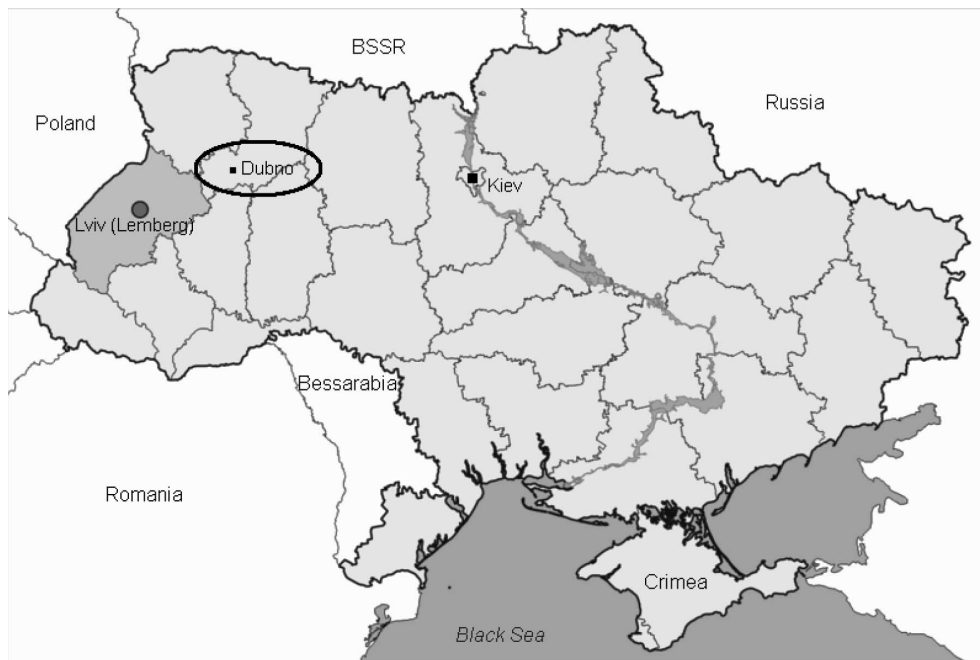 BSSR
Russia
Poland
Dubno
Kiev
Lviv (Lemberg)
Bessarabia
Romania
Crimea
Black Sea